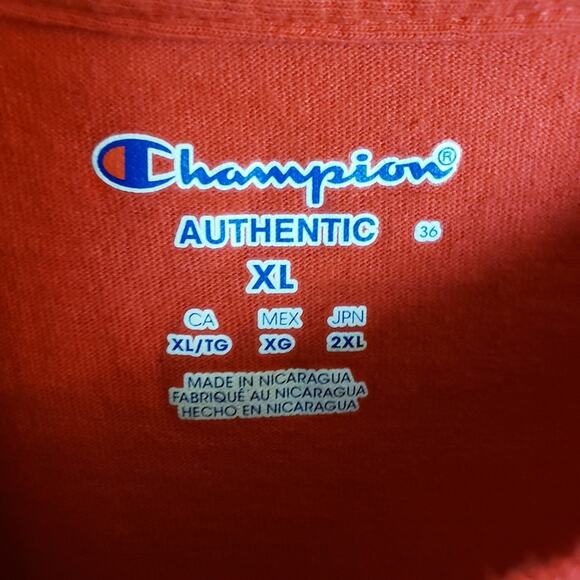 Champion®
AUTHENTIC 36
XL
CA MEX JPN
XL/TG XG 2XL
MADE IN NICARAGUA
FABRIQUÉ AU NICARAGUA
HECHO EN NICARAGUA